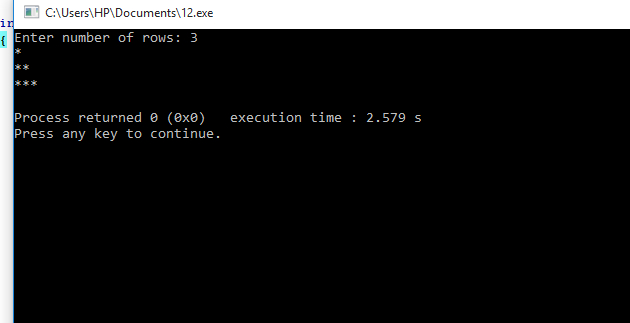 C:\Users\HP\Documents\12.exe
in
{
Enter number of rows: 3
*
**
***
Process returned 0 (0x0)   execution time : 2.579 s
Press any key to continue.